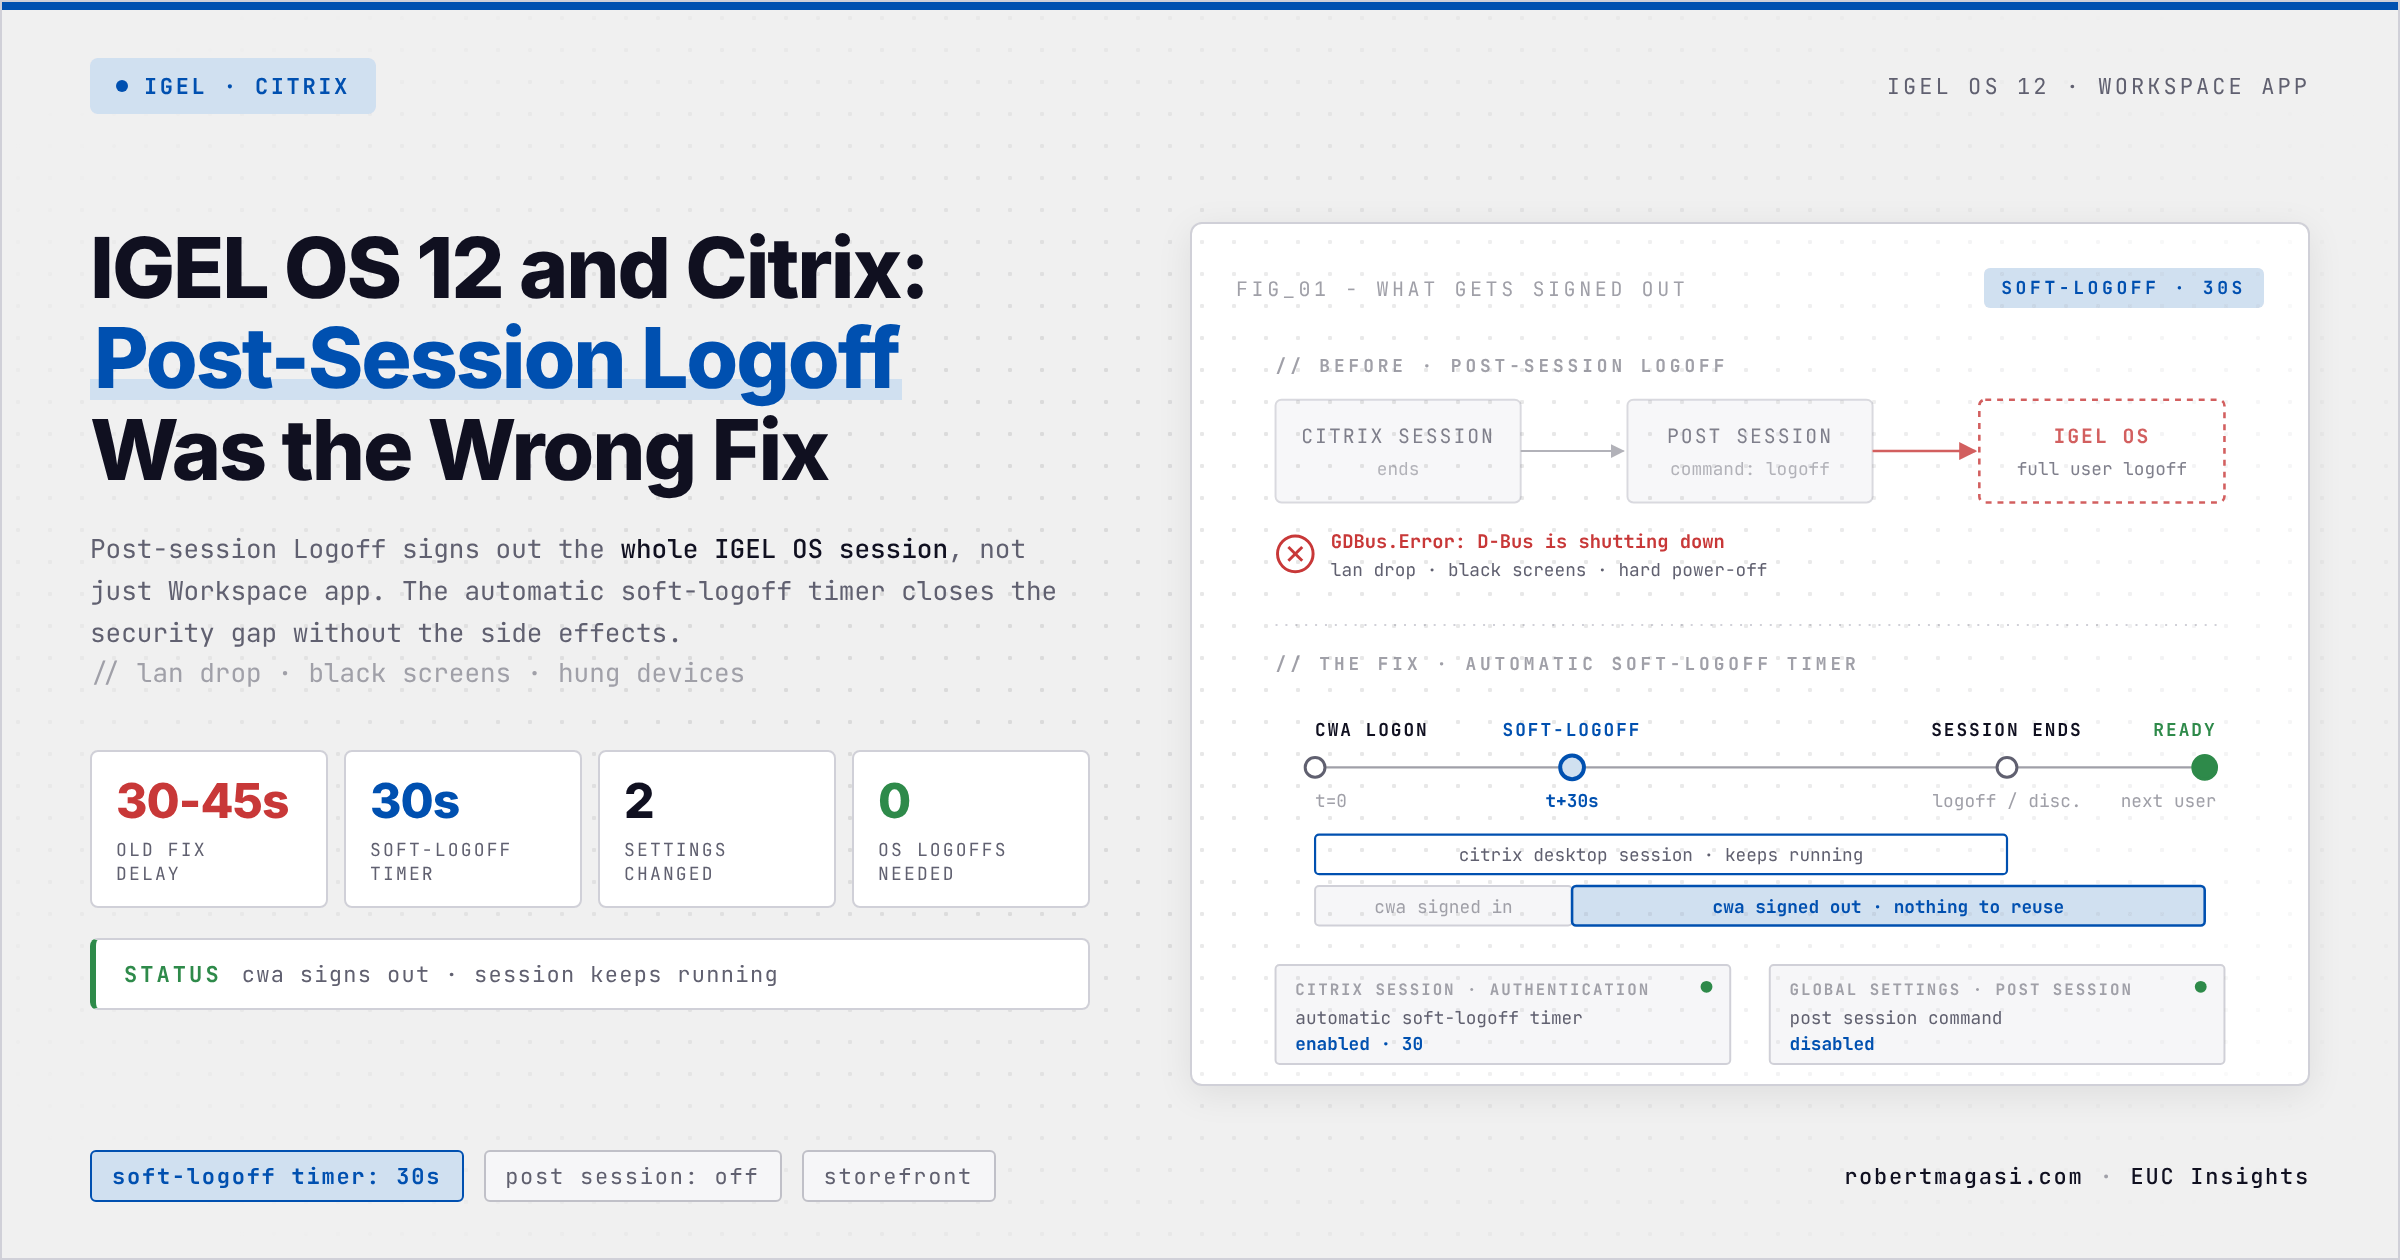 IGEL · CITRIX
IGEL OS 12 · WORKSPACE APP
IGEL OS 12 and Citrix:
Post-Session Logoff
Was the Wrong Fix
Post-session Logoff signs out the whole IGEL OS session, not
just Workspace app. The automatic soft-logoff timer closes the
security gap without the side effects.
// lan drop · black screens · hung devices
30-45s
OLD FIX
DELAY
30s
SOFT-LOGOFF
TIMER
2
SETTINGS
CHANGED
0
OS LOGOFFS
NEEDED
STATUS cwa signs out · session keeps running
FIG_01 - WHAT GETS SIGNED OUT
SOFT-LOGOFF · 30S
// BEFORE · POST-SESSION LOGOFF
CITRIX SESSION
ends
POST SESSION
command: logoff
IGEL OS
full user logoff
GDBus.Error: D-Bus is shutting down
lan drop · black screens · hard power-off
// THE FIX · AUTOMATIC SOFT-LOGOFF TIMER
CWA LOGON
SOFT-LOGOFF
SESSION ENDS
READY
t=0
t+30s
logoff / disc.
next user
citrix desktop session · keeps running
cwa signed in
cwa signed out · nothing to reuse
CITRIX SESSION · AUTHENTICATION
automatic soft-logoff timer
enabled · 30
GLOBAL SETTINGS · POST SESSION
post session command
disabled
soft-logoff timer: 30s
post session: off
storefront
robertmagasi.com · EUC Insights